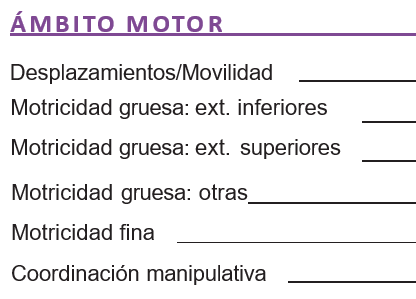 ÁMBITO MOTOR
Desplazamientos/Movilidad
Motricidad gruesa: ext. inferiores
Motricidad gruesa: ext. superiores
Motricidad gruesa: otras
Motricidad fina
Coordinación manipulativa